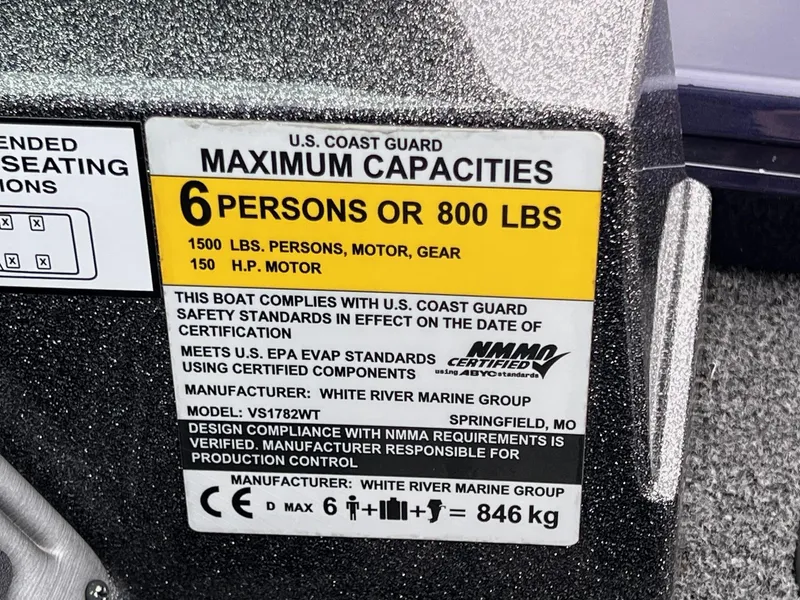 ENDED
SEATING
IONS
X X
X X
U.S. COAST GUARD
MAXIMUM CAPACITIES
6 PERSONS OR 800 LBS
1500 LBS. PERSONS, MOTOR, GEAR
150 H.P. MOTOR
THIS BOAT COMPLIES WITH U.S. COAST GUARD
SAFETY STANDARDS IN EFFECT ON THE DATE OF
CERTIFICATION
MEETS U.S. EPA EVAP STANDARDS
USING CERTIFIED COMPONENTS
NMMA
CERTIFIED
using ABYC standards
MANUFACTURER: WHITE RIVER MARINE GROUP
MODEL: VS1782WT SPRINGFIELD, MO
DESIGN COMPLIANCE WITH NMMA REQUIREMENTS IS
VERIFIED. MANUFACTURER RESPONSIBLE FOR
PRODUCTION CONTROL
MANUFACTURER: WHITE RIVER MARINE GROUP
CE D MAX 6 + + = 846 kg